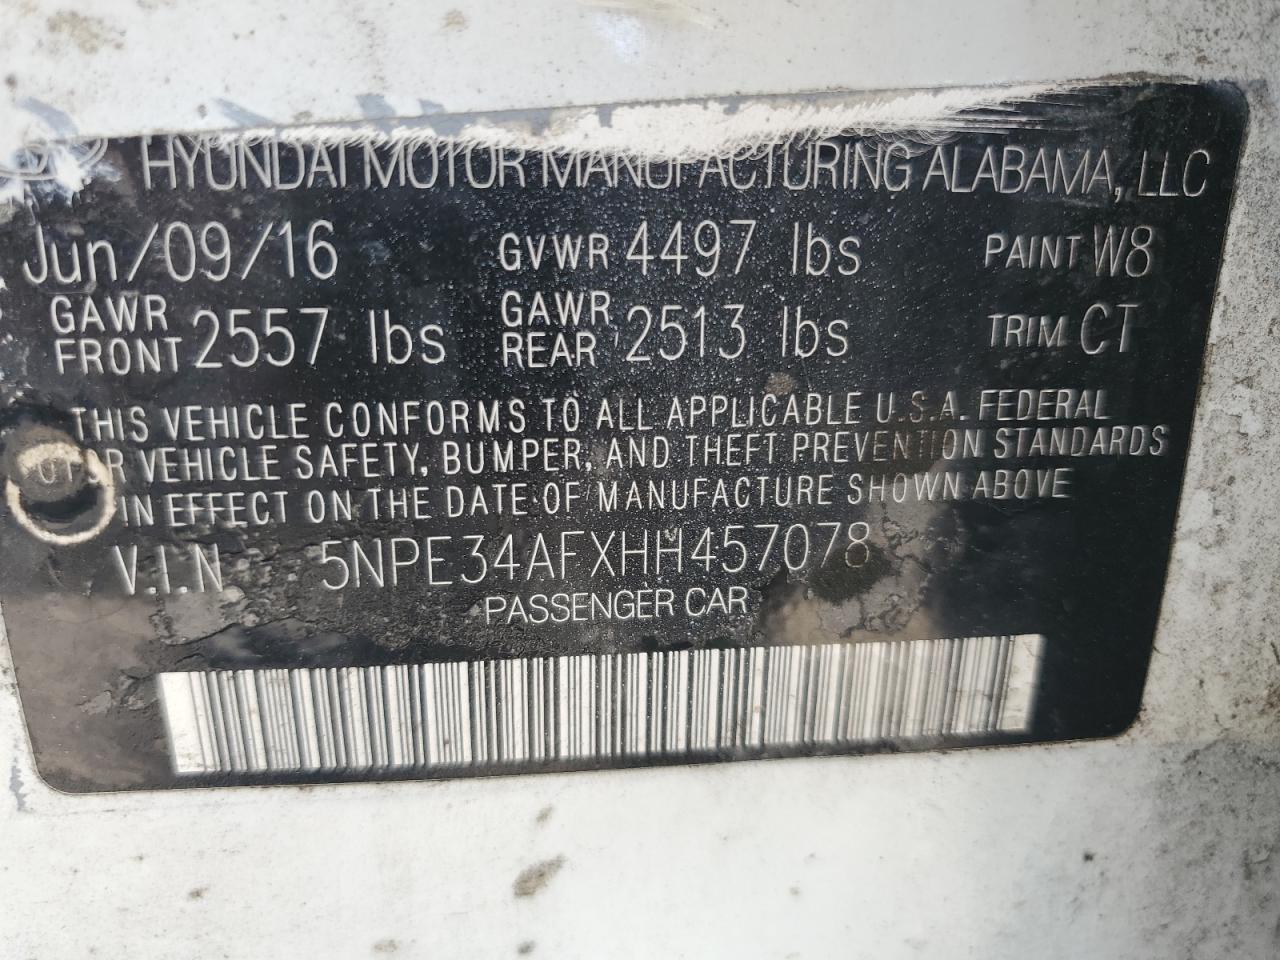 HYUNDAI MOTOR MANUFACTURING ALABAMA, LLC
Jun/09/16 GVWR 4497 lbs PAINT W8
GAWR FRONT 2557 lbs GAWR REAR 2513 lbs TRIM CT
THIS VEHICLE CONFORMS TO ALL APPLICABLE U.S.A. FEDERAL
VEHICLE SAFETY, BUMPER, AND THEFT PREVENTION STANDARDS
IN EFFECT ON THE DATE OF MANUFACTURE SHOWN ABOVE
V.I.N 5NPE34AFXHH457078
PASSENGER CAR